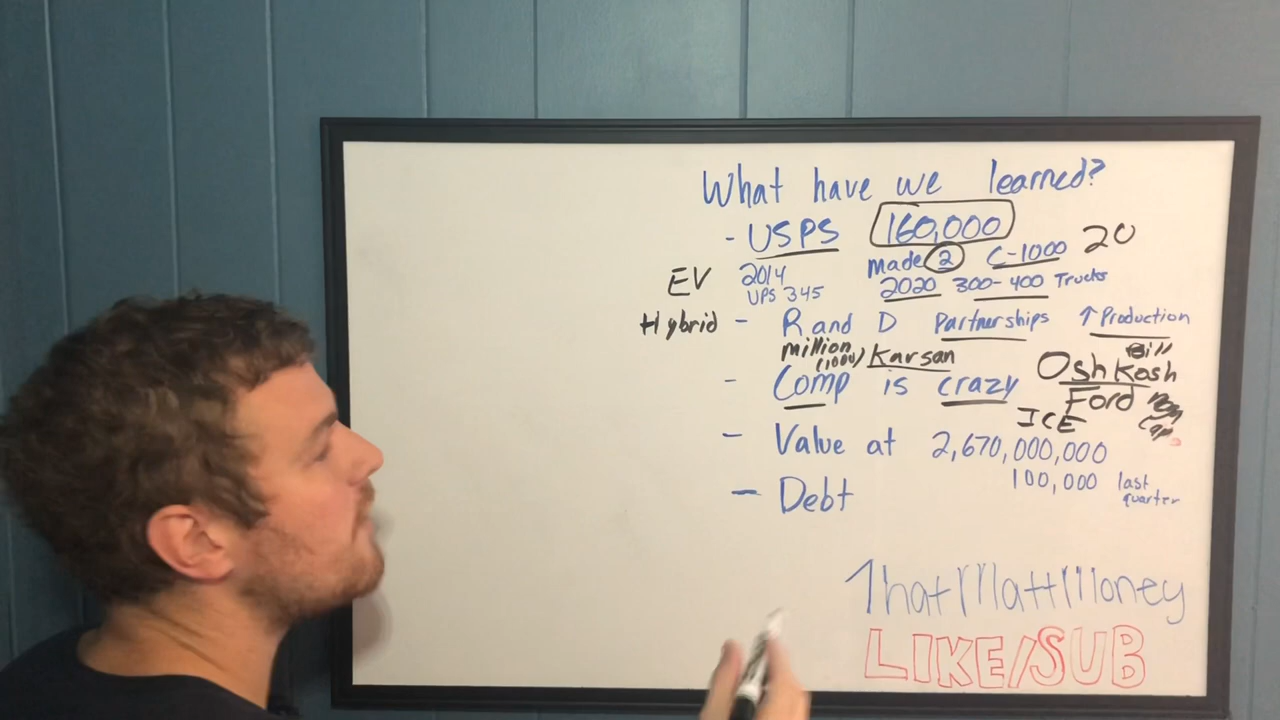 What have we learned?
- USPS 160,000
made 2 C-1000 20
EV 2014 2020 300-400 Trucks
UPS 345
Hybrid - R and D Partnerships ↑Production
million (1000) Karsan Bill
- Comp is crazy OshKosh
Ford
ICE
- Value at 2,670,000,000
100,000 last quarter
- Debt
ThatMattMoney
LIKE/SUB